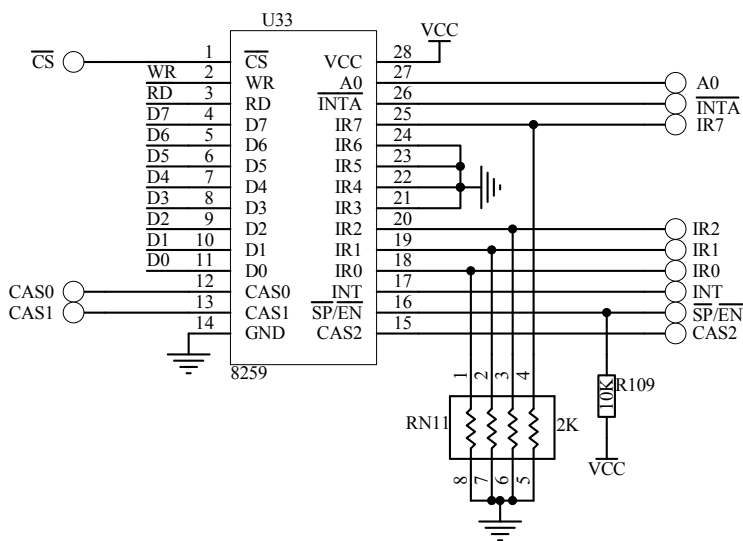 U33
VCC
CS 1 CS VCC 28
WR 2 WR A0 27 A0
RD 3 RD INTA 26 INTA
D7 4 D7 IR7 25 IR7
D6 5 D6 IR6 24
D5 6 D5 IR5 23
D4 7 D4 IR4 22
D3 8 D3 IR3 21
D2 9 D2 IR2 20 IR2
D1 10 D1 IR1 19 IR1
D0 11 D0 IR0 18 IR0
CAS0 12 CAS0 INT 17 INT
CAS1 13 CAS1 SP/EN 16 SP/EN
14 GND CAS2 15 CAS2
8259
1 2 3 4
10K R109
RN11 2K
VCC
8 7 6 5